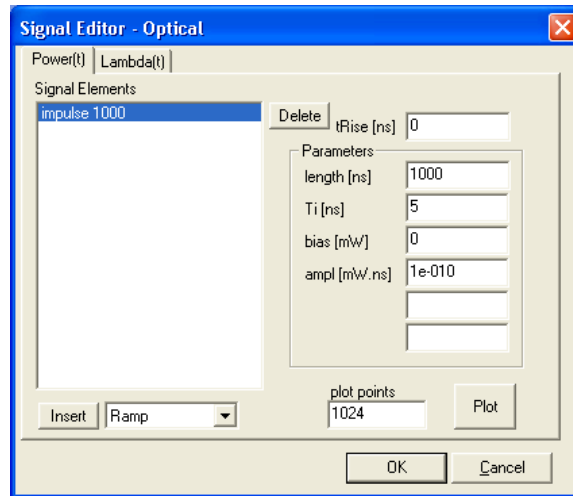 Signal Editor - Optical
Power(t) Lambda(t)
Signal Elements
impulse 1000
Delete
tRise [ns] 0
Parameters
length [ns] 1000
Ti [ns] 5
bias [mW] 0
ampl [mW.ns] 1e-010
Insert Ramp
plot points
1024
Plot
OK Cancel